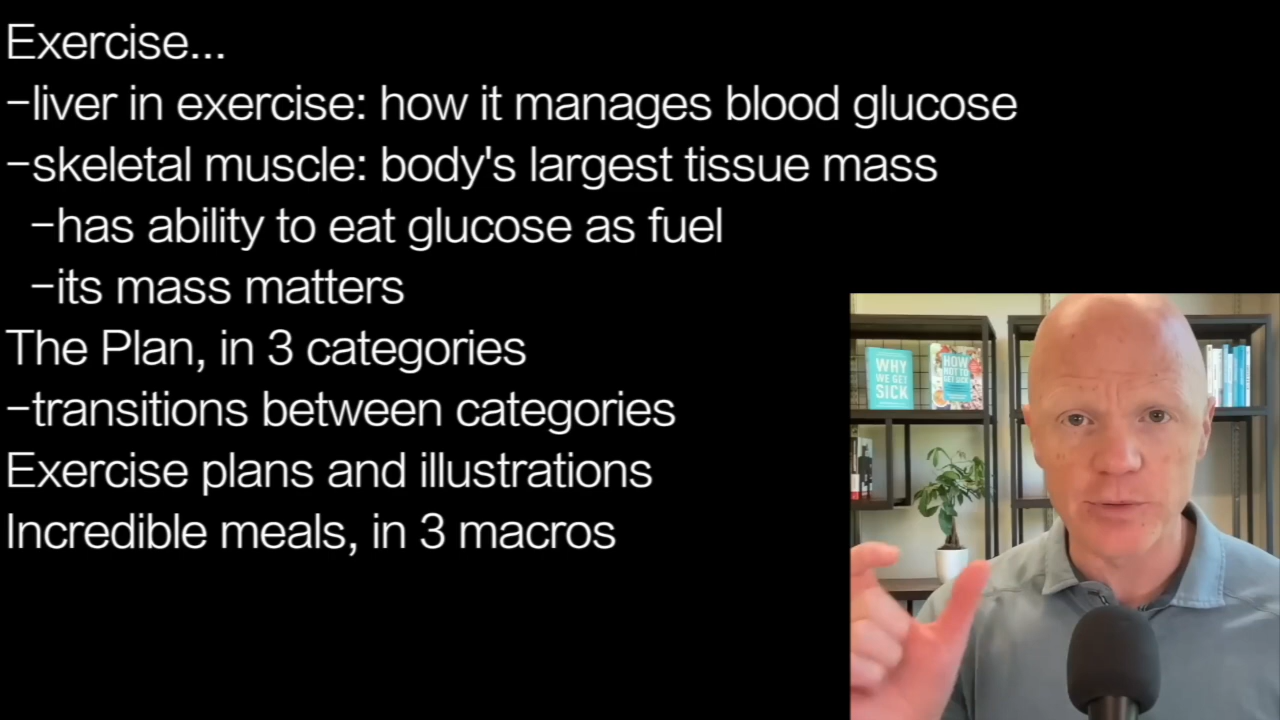 Exercise...
–liver in exercise: how it manages blood glucose
–skeletal muscle: body's largest tissue mass
–has ability to eat glucose as fuel
–its mass matters
The Plan, in 3 categories
–transitions between categories
Exercise plans and illustrations
Incredible meals, in 3 macros
WHY
WE GET
SICK
HOW
NOT TO
GET SICK